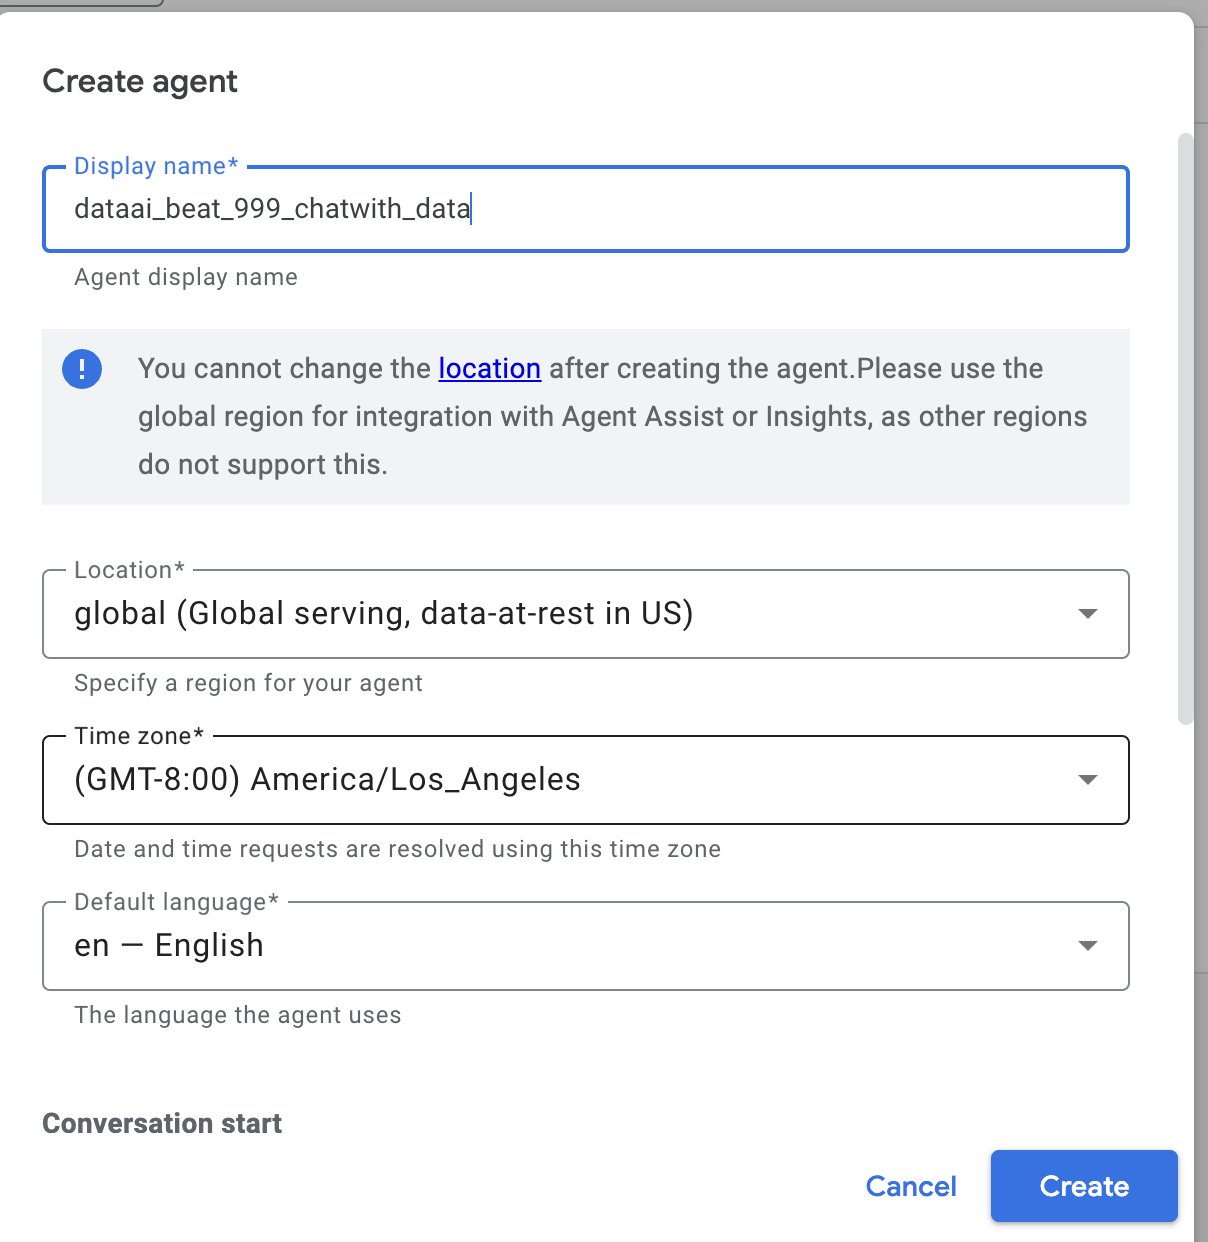 Create agent
Display name*
dataai_beat_999_chatwith_data
Agent display name
You cannot change the location after creating the agent.Please use the
global region for integration with Agent Assist or Insights, as other regions
do not support this.
Location*
global (Global serving, data-at-rest in US)
Specify a region for your agent
Time zone*
(GMT-8:00) America/Los_Angeles
Date and time requests are resolved using this time zone
Default language*
en — English
The language the agent uses
Conversation start
Cancel
Create